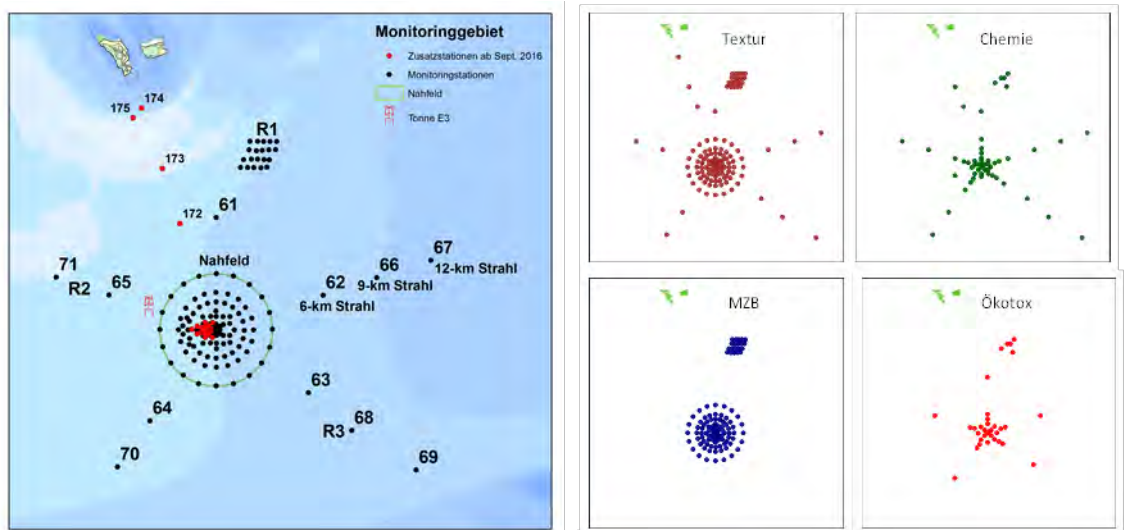 Monitoringgebiet
Zusatzstationen ab Sept. 2016
Monitoringstationen
Nahfeld
Tonne E3
174
175
R1
173
61
172
67
71
Nahfeld
66
12-km Strahl
R2
65
62
9-km Strahl
6-km Strahl
63
64
68
R3
70
69
Textur
Chemie
MZB
Ökotox